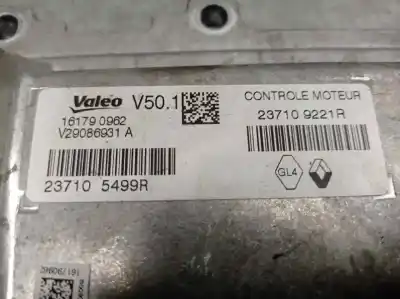 Valeo V50.1
16179 0962
V29086931 A
23710 5499R
CONTROLE MOTEUR
23710 9221R
GL4